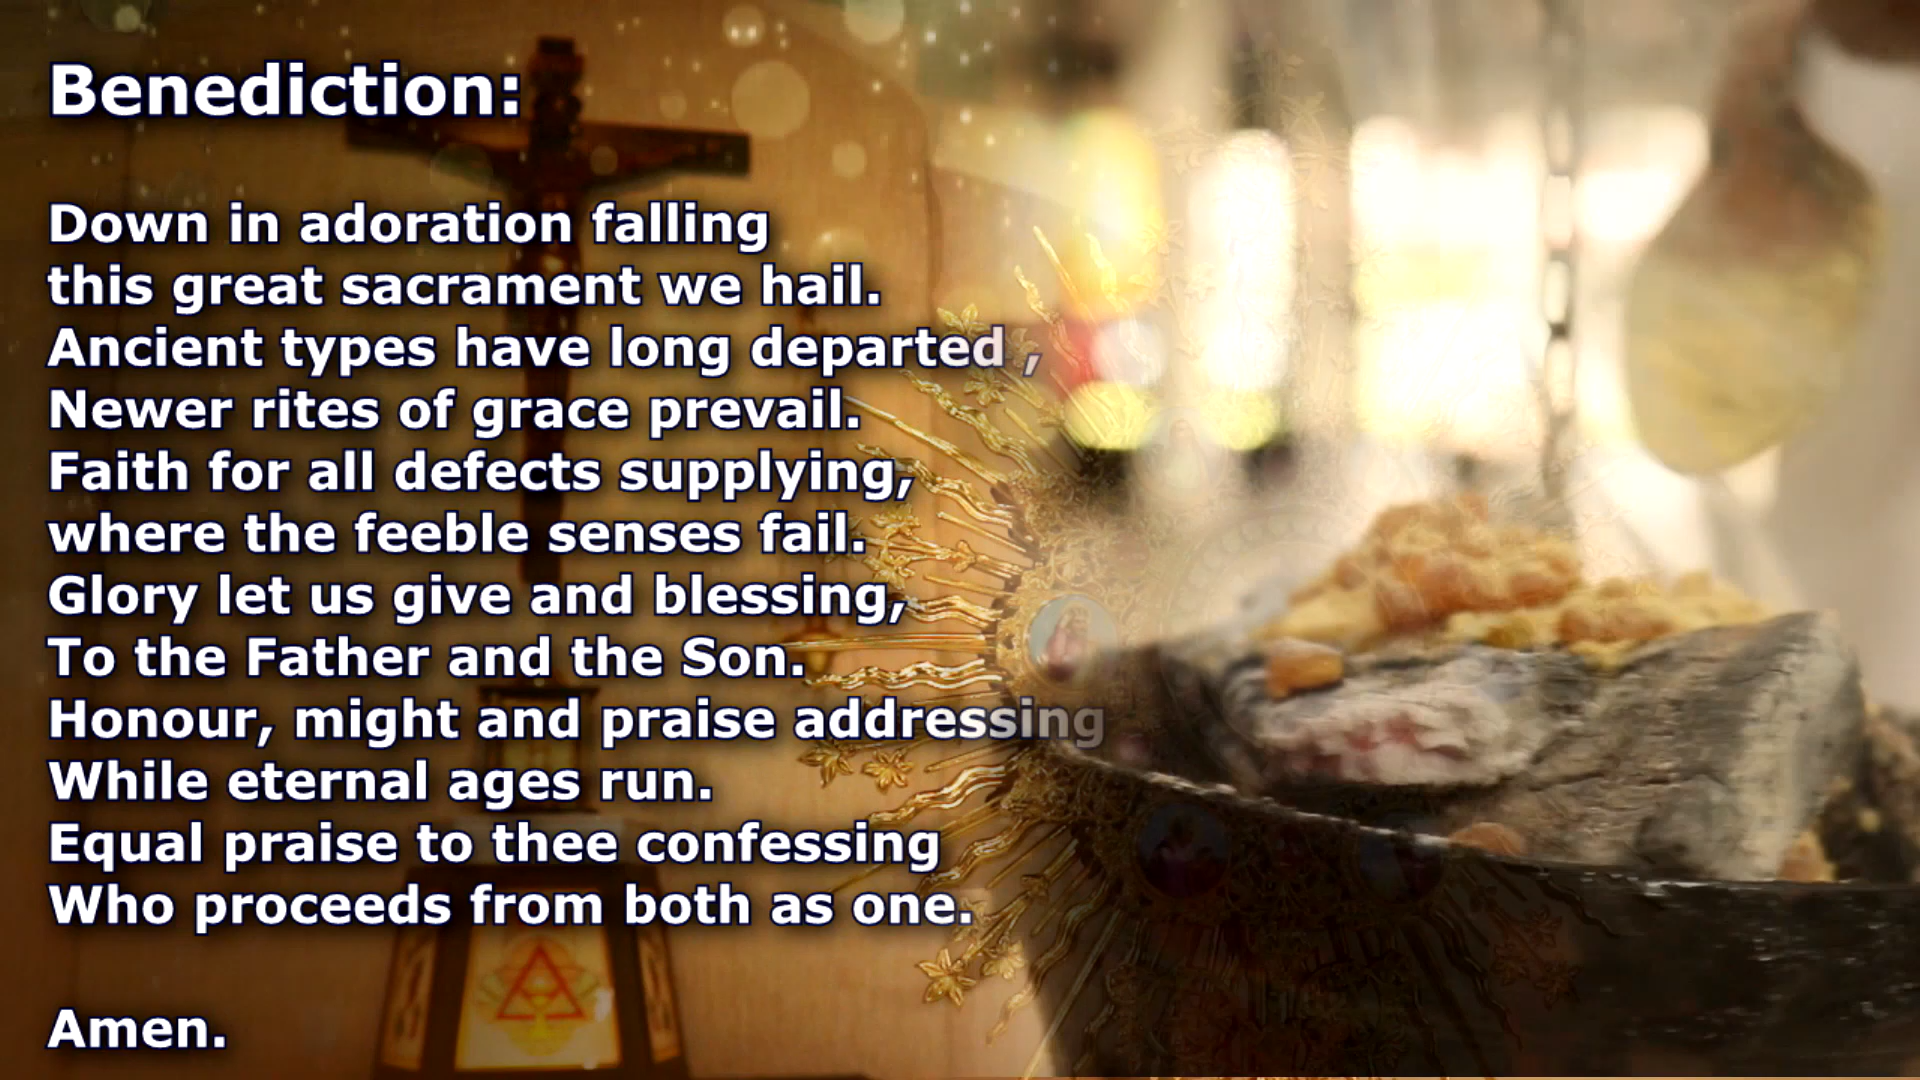 Benediction:
Down in adoration falling
this great sacrament we hail.
Ancient types have long departed ,
Newer rites of grace prevail.
Faith for all defects supplying,
where the feeble senses fail.
Glory let us give and blessing,
To the Father and the Son.
Honour, might and praise addressing
While eternal ages run.
Equal praise to thee confessing
Who proceeds from both as one.
Amen.